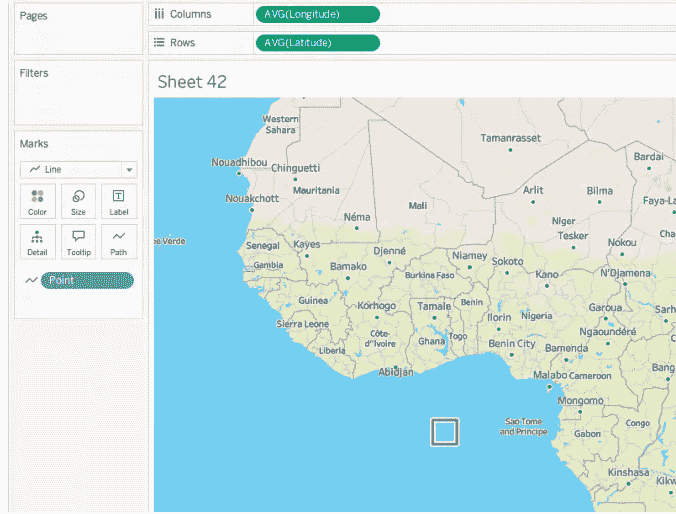 Pages
Columns
AVG(Longitude)
Rows
AVG(Latitude)
Filters
Sheet 42
Marks
Line
Color
Size
Label
Detail
Tooltip
Path
Point
Western
Sahara
Tamanrasset
Bardai
Nouadhibou
Chinguetti
Mauritania
Nouakchott
Arlit
Bilma
Faya-La
Mali
Néma
Niger
Tesker
Cha
pe Verde
Senegal
Kayes
Djenné
Niamey
Sokoto
Nokou
Gambia
Bamako
Burkina Faso
Kano
N'Djamena
Guinea
Korhogo
Tamale
Benin
Garoua
Sarh
Sierra Leone
Côte
d'Ivoire
Ghana
Togo
Ilorin
Nigeria
Ngaoundéré
Liberia
Benin City
Bamenda
Abidjan
Malabo
Cameroon
Bang
Mongomo
Sao Tome
and Principe
Gabon
Congo
Kinshasa
Kikw